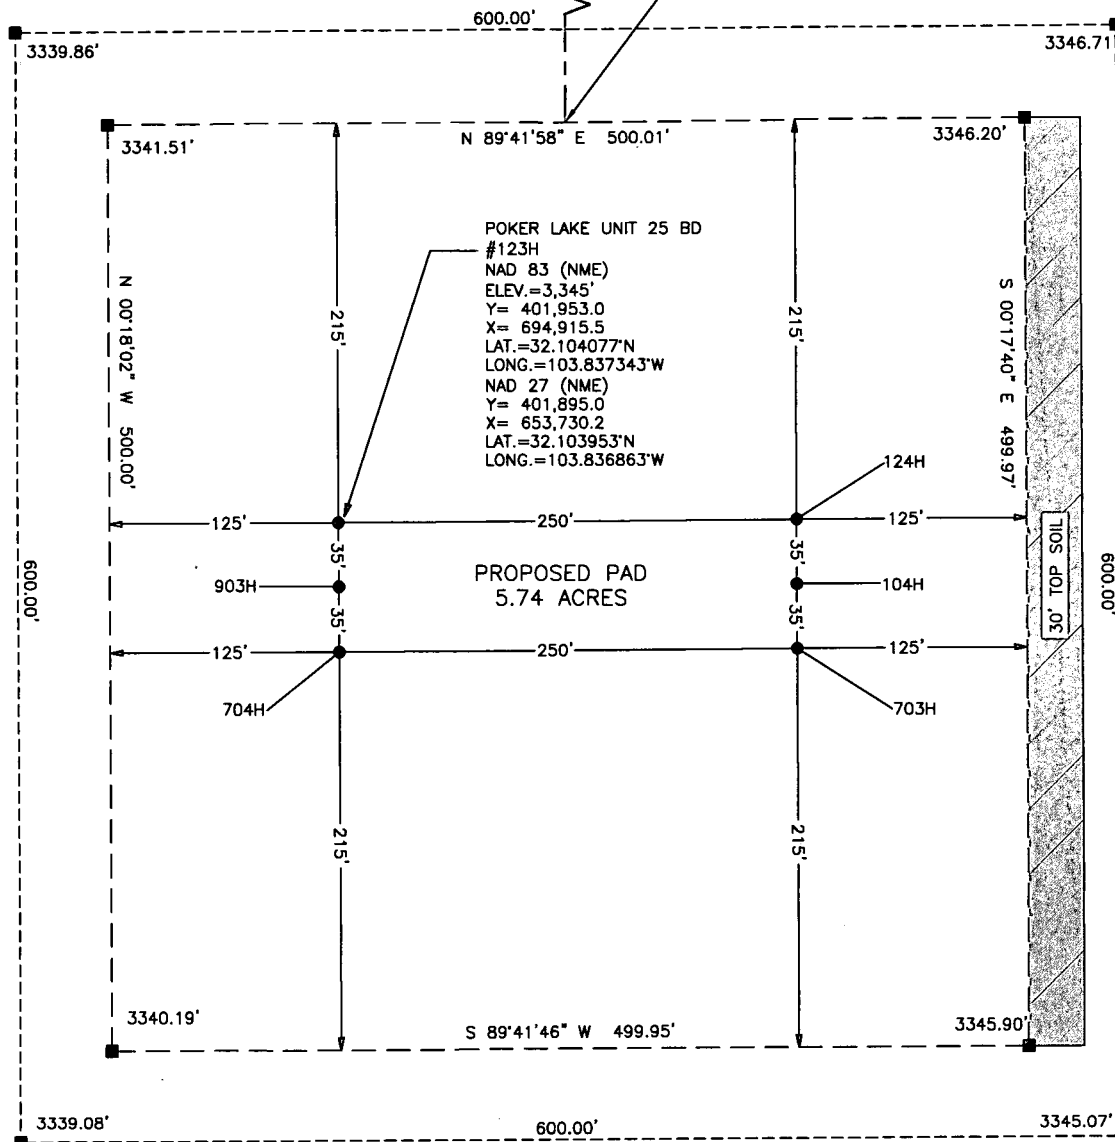 600.00'
3339.86'
3346.71'
3341.51'
N 89°41'58" E 500.01'
3346.20'
POKER LAKE UNIT 25 BD
#123H
NAD 83 (NME)
ELEV.=3,345'
Y= 401,953.0
X= 694,915.5
LAT.=32.104077°N
LONG.=103.837343°W
NAD 27 (NME)
Y= 401,895.0
X= 653,730.2
LAT.=32.103953°N
LONG.=103.836863°W
N 00°18'02" W 500.00'
215'
215'
S 00°17'40" E 499.97'
124H
125'
250'
125'
600.00'
903H
35'
35'
PROPOSED PAD
5.74 ACRES
35'
35'
104H
30' TOP SOIL
600.00'
125'
250'
125'
704H
703H
215'
215'
3340.19'
S 89°41'46" W 499.95'
3345.90'
3339.08'
600.00'
3345.07'